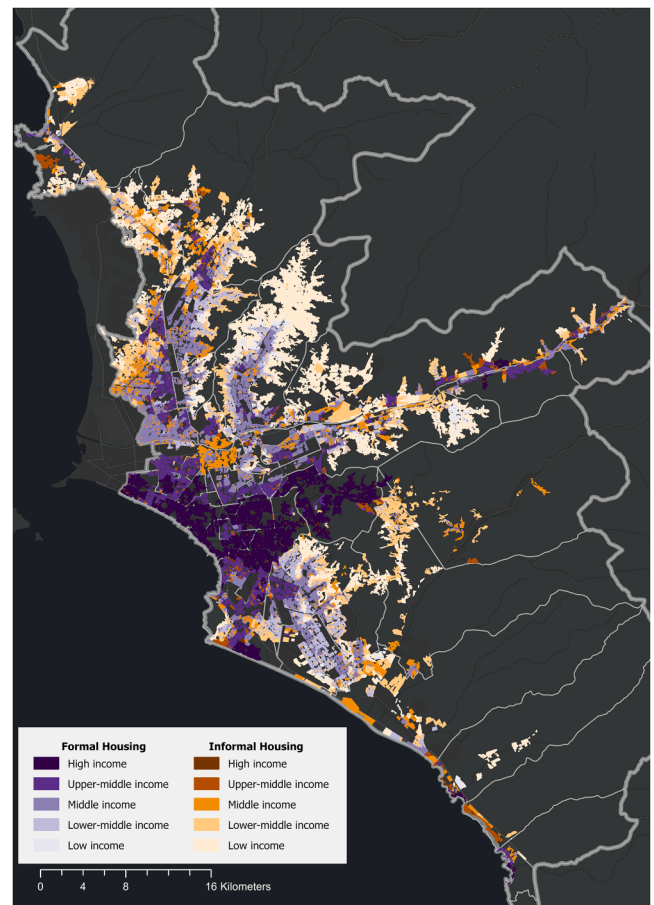 Formal Housing
High income
Upper-middle income
Middle income
Lower-middle income
Low income
Informal Housing
High income
Upper-middle income
Middle income
Lower-middle income
Low income
0 4 8 16 Kilometers